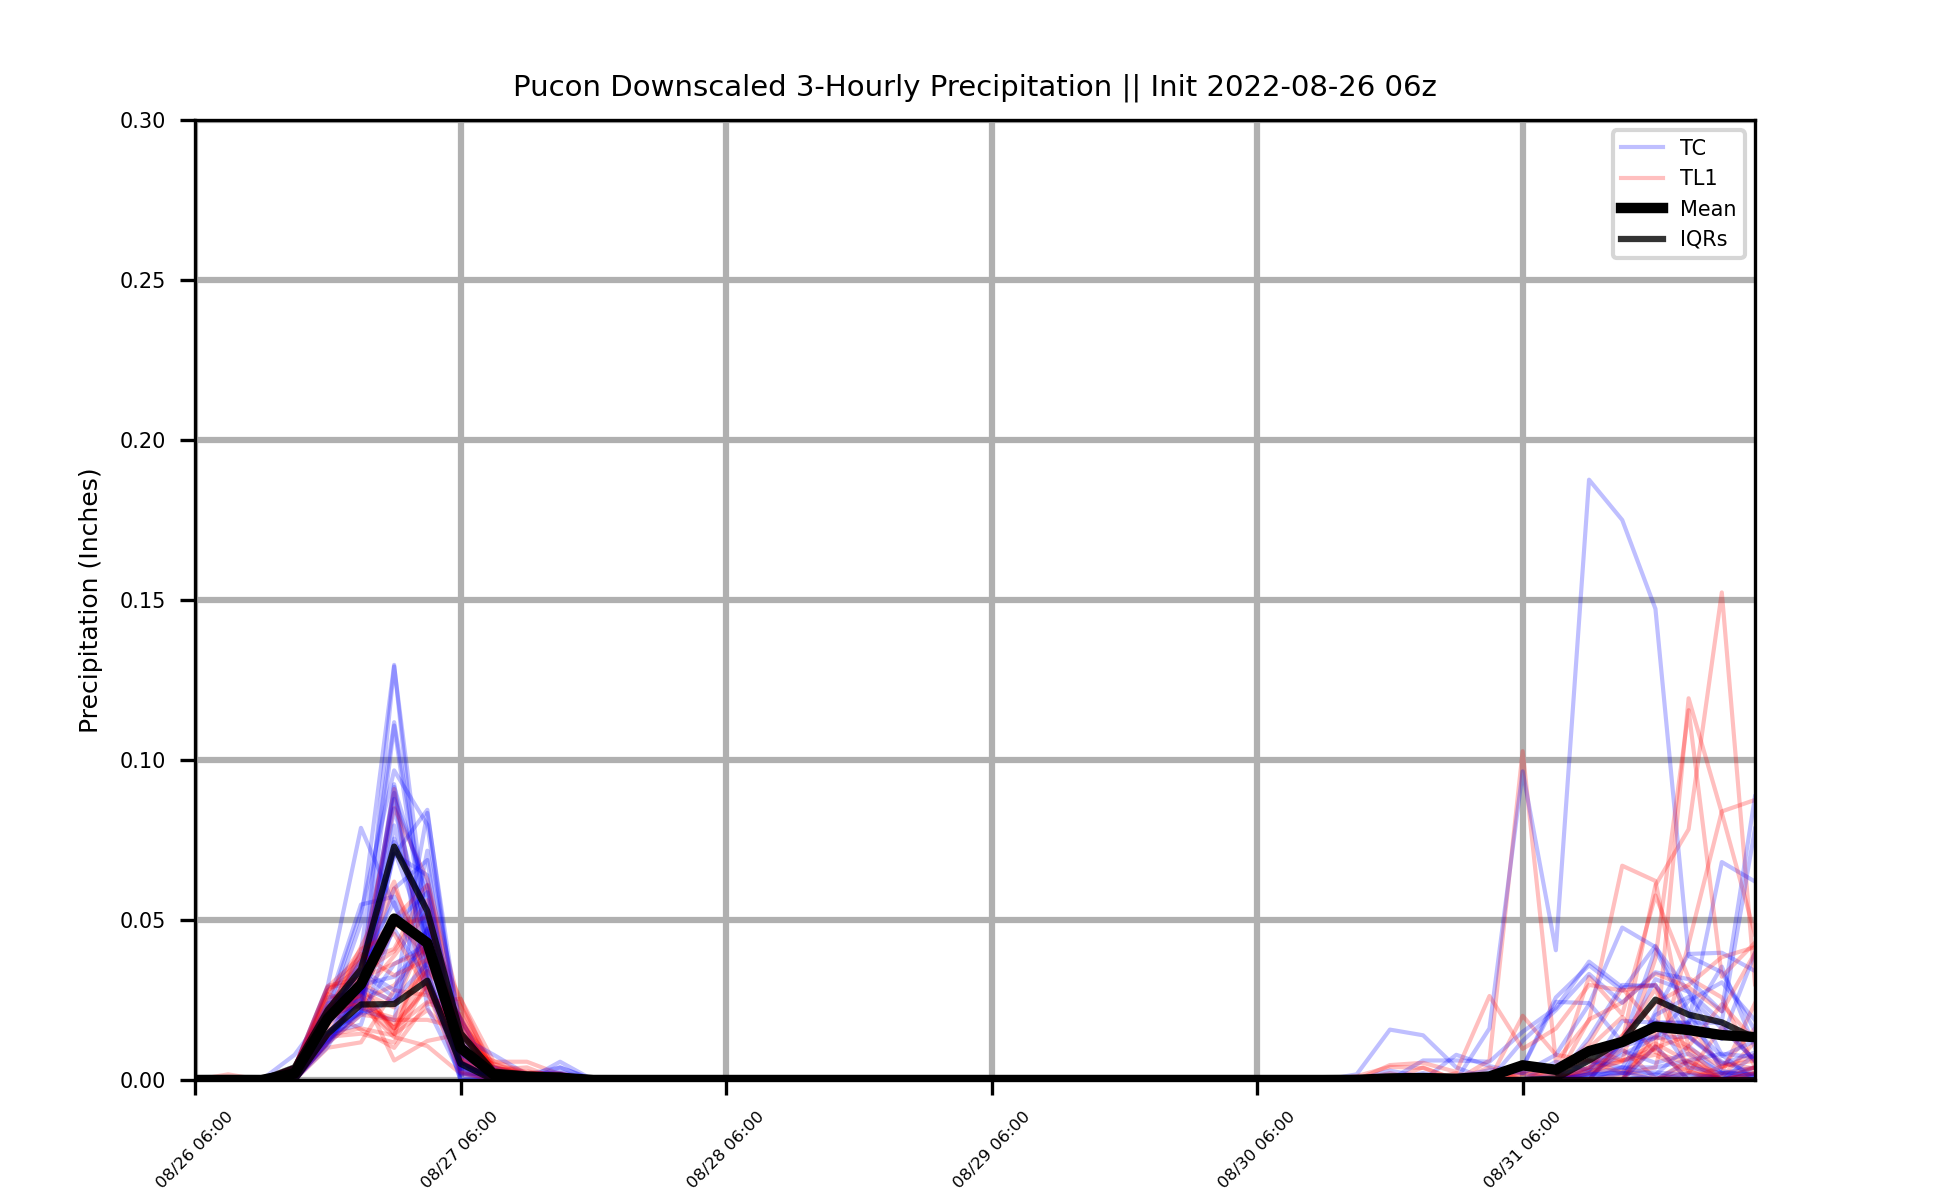 Pucon Downscaled 3-Hourly Precipitation || Init 2022-08-26 06z
TC
TL1
Mean
IQRs
Precipitation (Inches)
0.30
0.25
0.20
0.15
0.10
0.05
0.00
08/26 06:00
08/27 06:00
08/28 06:00
08/29 06:00
08/30 06:00
08/31 06:00